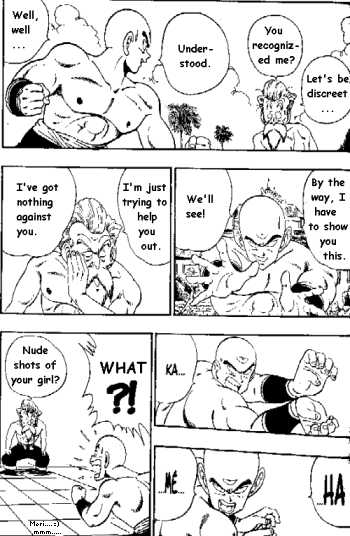 Well,
well
...
Under-
stood.
You
recogniz-
ed me?
Let's be
discreet
...
I've got
nothing
against
you.
I'm just
trying to
help
you
out.
We'll
see!
By the
way, I
have
to show
you
this.
Nude
shots of
your girl?
WHAT
?!
KA...
...ME...
...HA